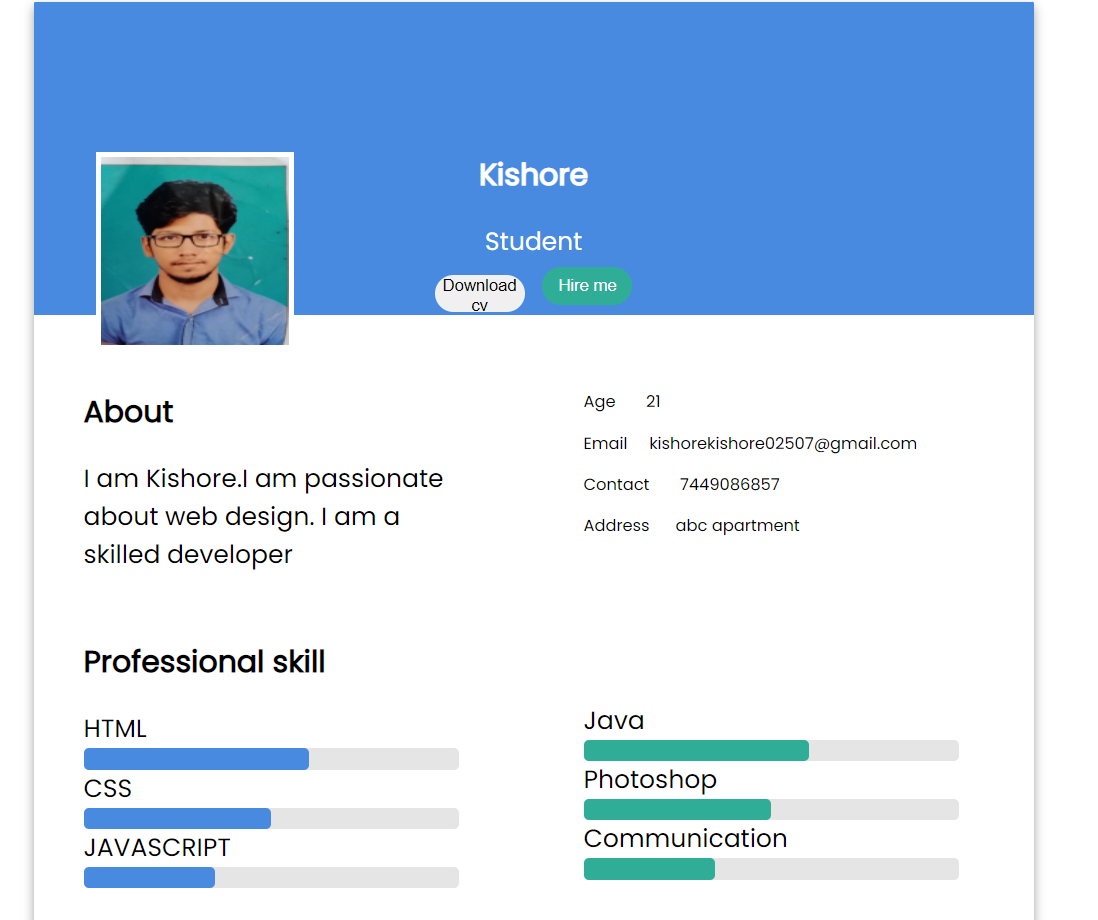 Kishore
Student
Download
cv
Hire me
About
I am Kishore.I am passionate
about web design. I am a
skilled developer
Age 21
Email kishorekishore02507@gmail.com
Contact 7449086857
Address abc apartment
Professional skill
HTML
CSS
JAVASCRIPT
Java
Photoshop
Communication